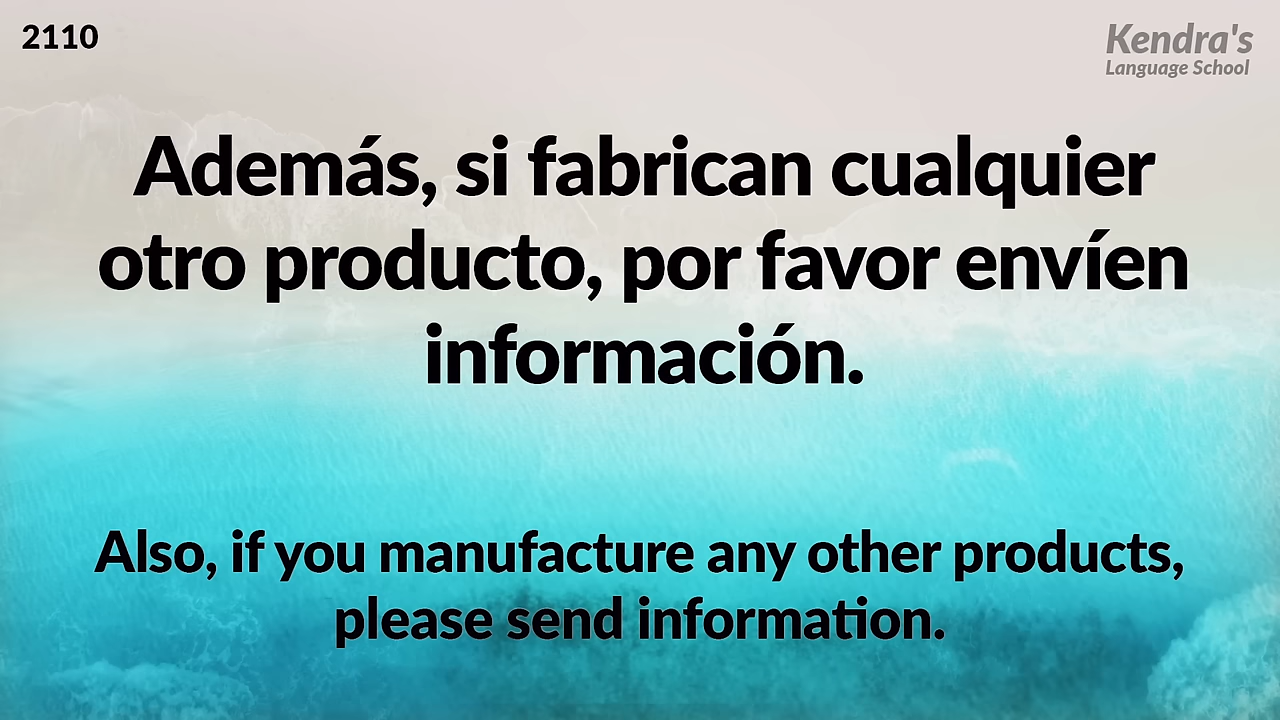 2110
Kendra's
Language School
Además, si fabrican cualquier
otro producto, por favor envíen
información.
Also, if you manufacture any other products,
please send information.